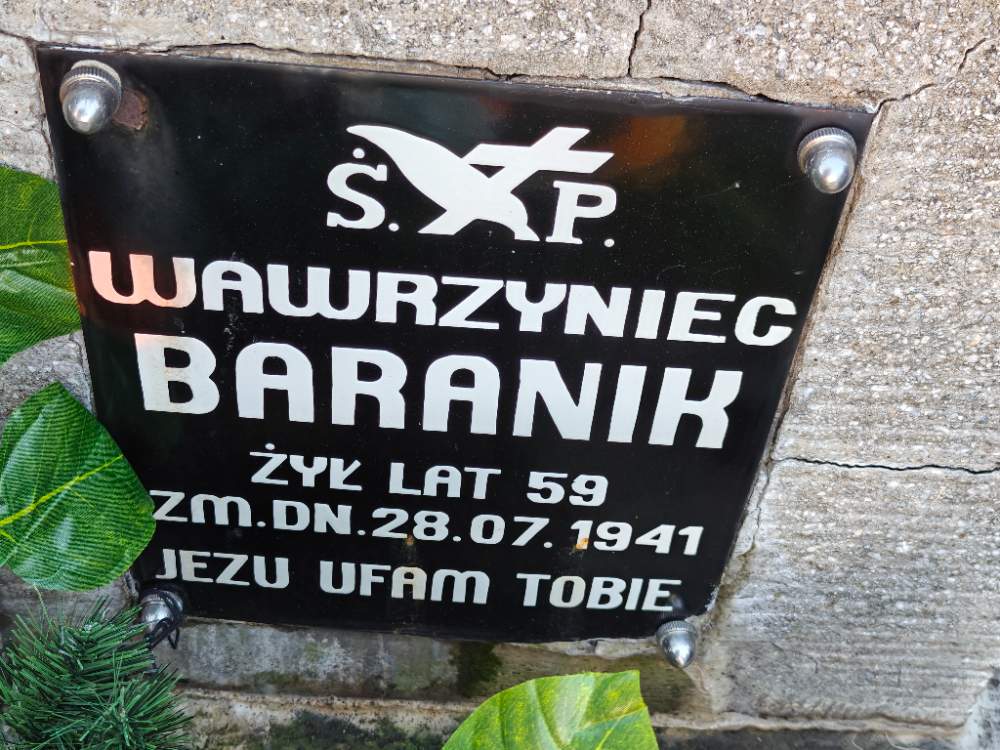 Ś. P.
WAWRZYNIEC
BARANIK
ŻYŁ LAT 59
ZM.DN.28.07.1941
JEZU UFAM TOBIE